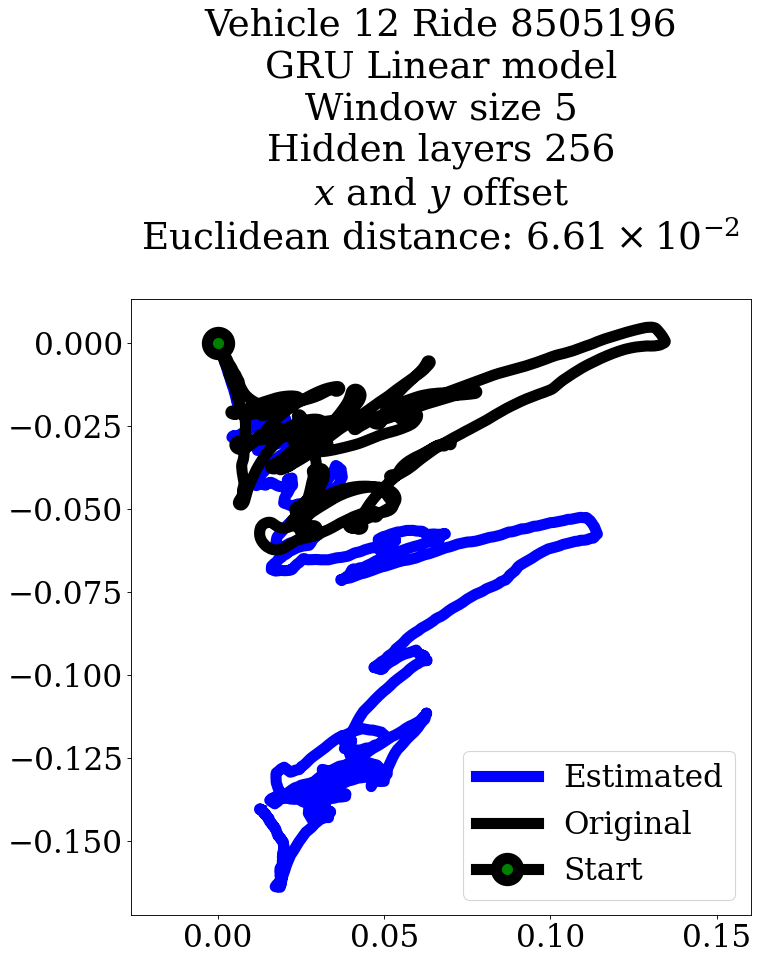 Vehicle 12 Ride 8505196
GRU Linear model
Window size 5
Hidden layers 256
x and y offset
Euclidean distance: 6.61 × 10⁻²
0.000
−0.025
−0.050
−0.075
−0.100
−0.125
−0.150
Estimated
Original
Start
0.00 0.05 0.10 0.15